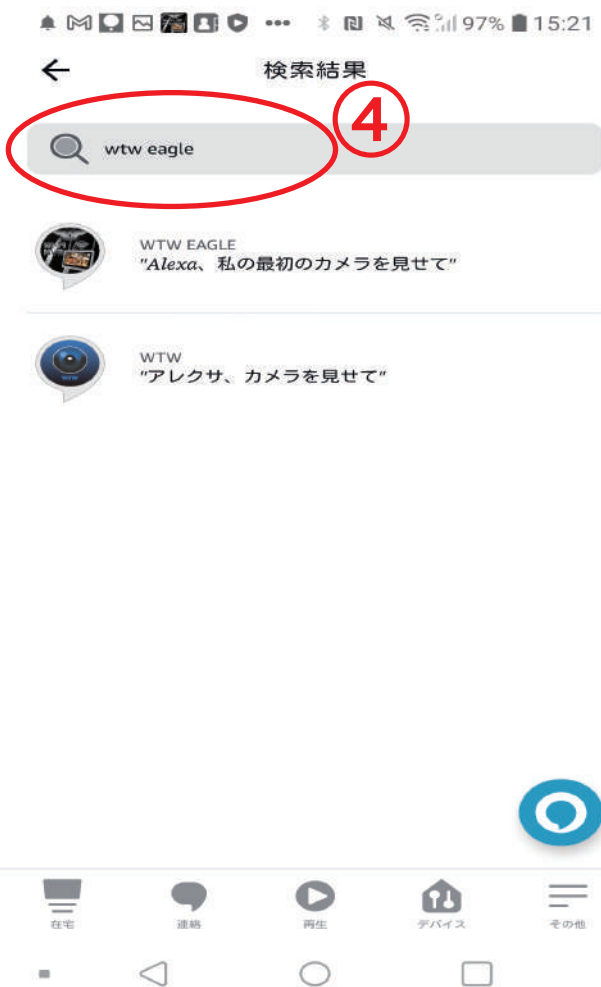 97% 15:21
検索結果
④
wtw eagle
WTW EAGLE
"Alexa、私の最初のカメラを見せて"
WTW
"アレクサ、カメラを見せて"
在宅 連絡 再生 デバイス その他